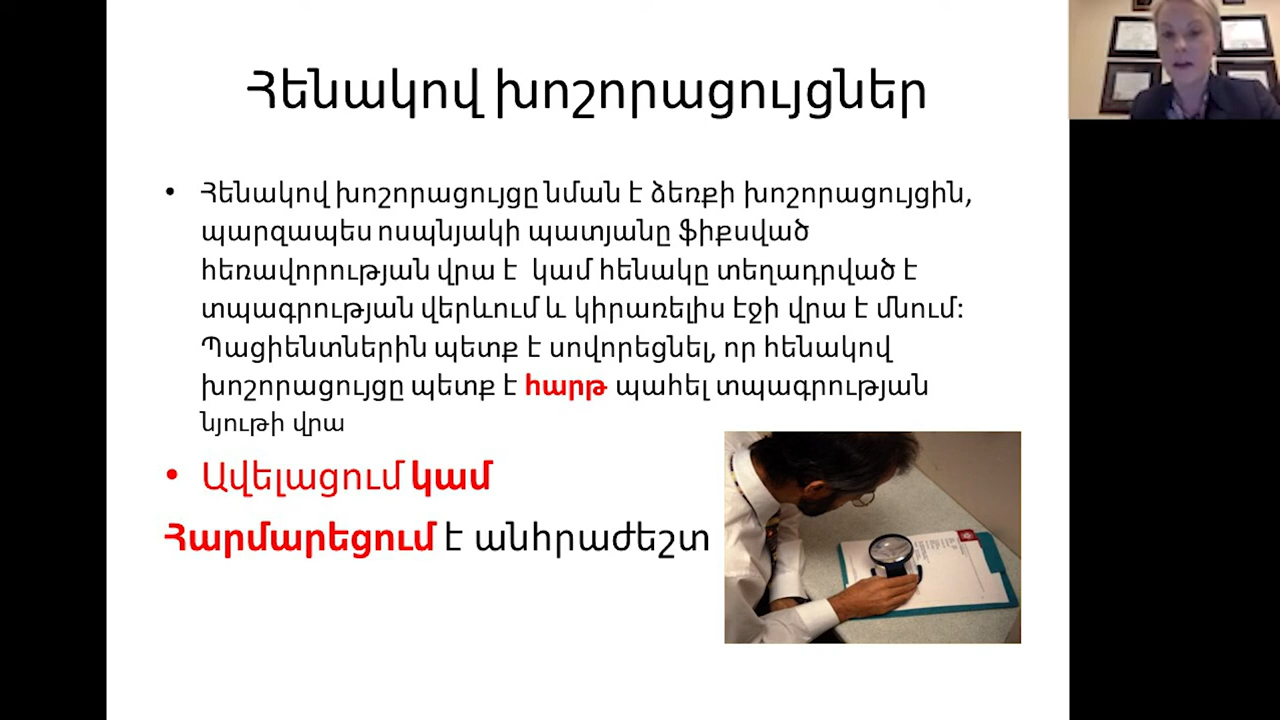 Հենակով խոշորացույցներ
• Հենակով խոշորացույցը նման է ձեռքի խոշորացույցին,
պարզապես ոսպնյակի պատյանը ֆիքսված
հեռավորության վրա է կամ հենակը տեղադրված է
տպագրության վերևում և կիրառելիս էջի վրա է մնում:
Պացիենտներին պետք է սովորեցնել, որ հենակով
խոշորացույցը պետք է հարթ պահել տպագրության
նյութի վրա
• Ավելացում կամ
Հարմարեցում է անհրաժեշտ